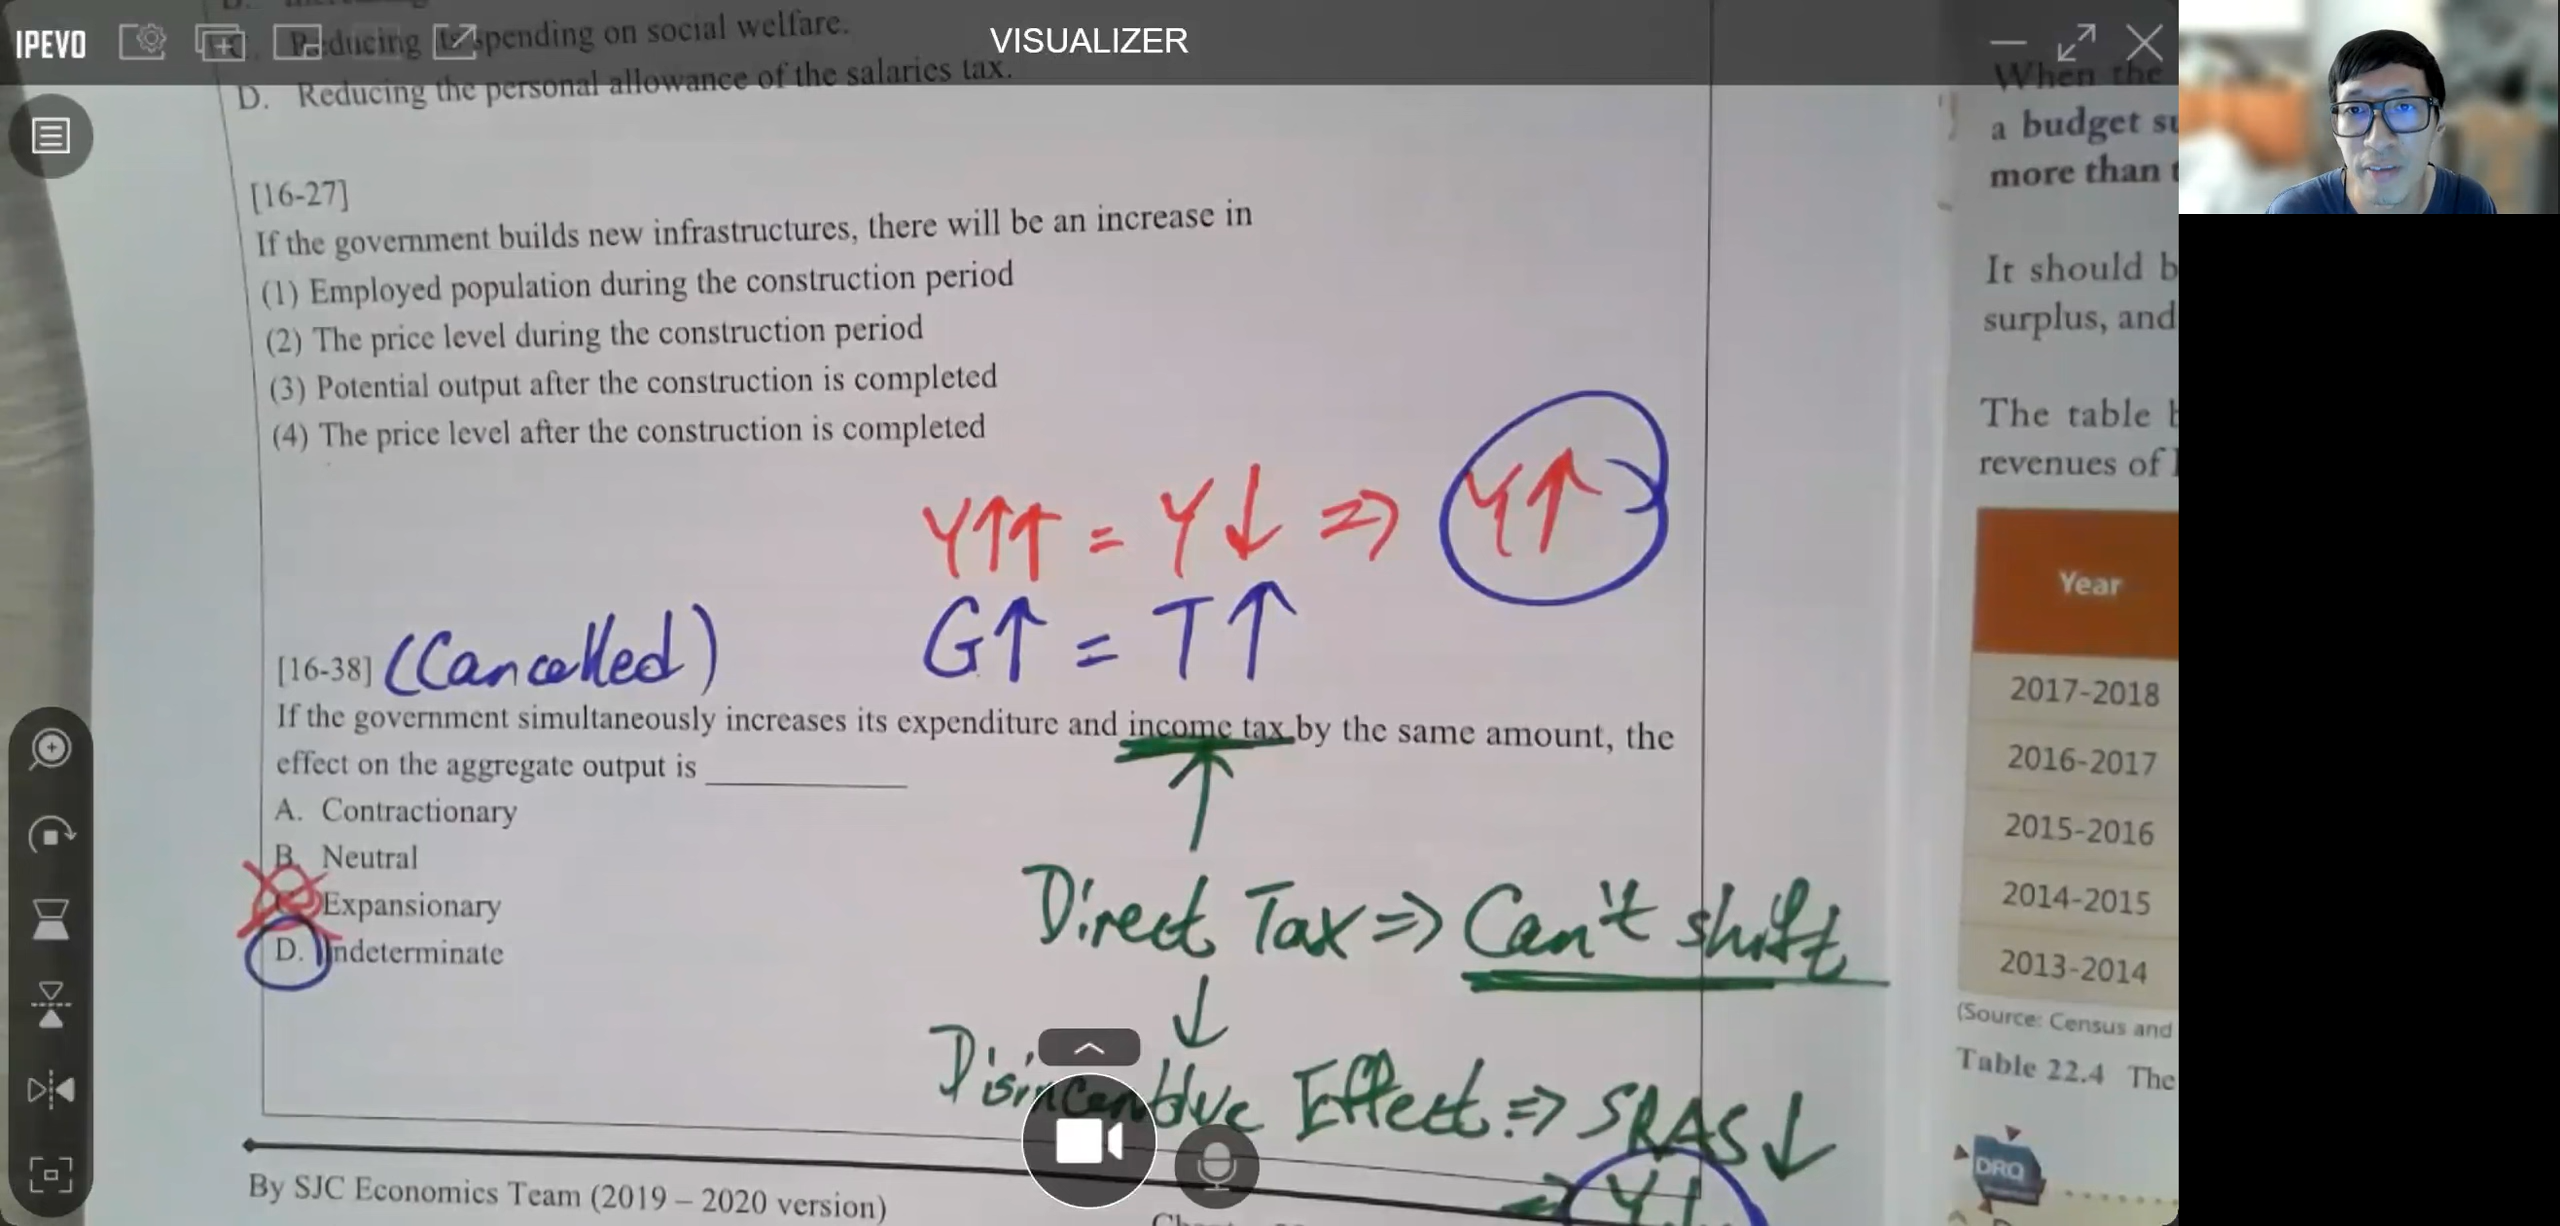 IPEVO
VISUALIZER
Reducing its spending on social welfare.
D. Reducing the personal allowance of the salaries tax.
[16-27]
If the government builds new infrastructures, there will be an increase in
(1) Employed population during the construction period
(2) The price level during the construction period
(3) Potential output after the construction is completed
(4) The price level after the construction is completed
Y↑↑ = Y↓ => Y↑
G↑ = T↑
[16-38] (Cancelled)
If the government simultaneously increases its expenditure and income tax by the same amount, the
effect on the aggregate output is ________
A. Contractionary
B. Neutral
Expansionary
D. Indeterminate
Direct Tax => Can't shift
Disincentive Effect => SRAS↓
=> Y↓
By SJC Economics Team (2019 – 2020 version)
When the
a budget su
more than t
It should b
surplus, and
The table b
revenues of
Year
2017-2018
2016-2017
2015-2016
2014-2015
2013-2014
(Source: Census and
Table 22.4 The
DRQ